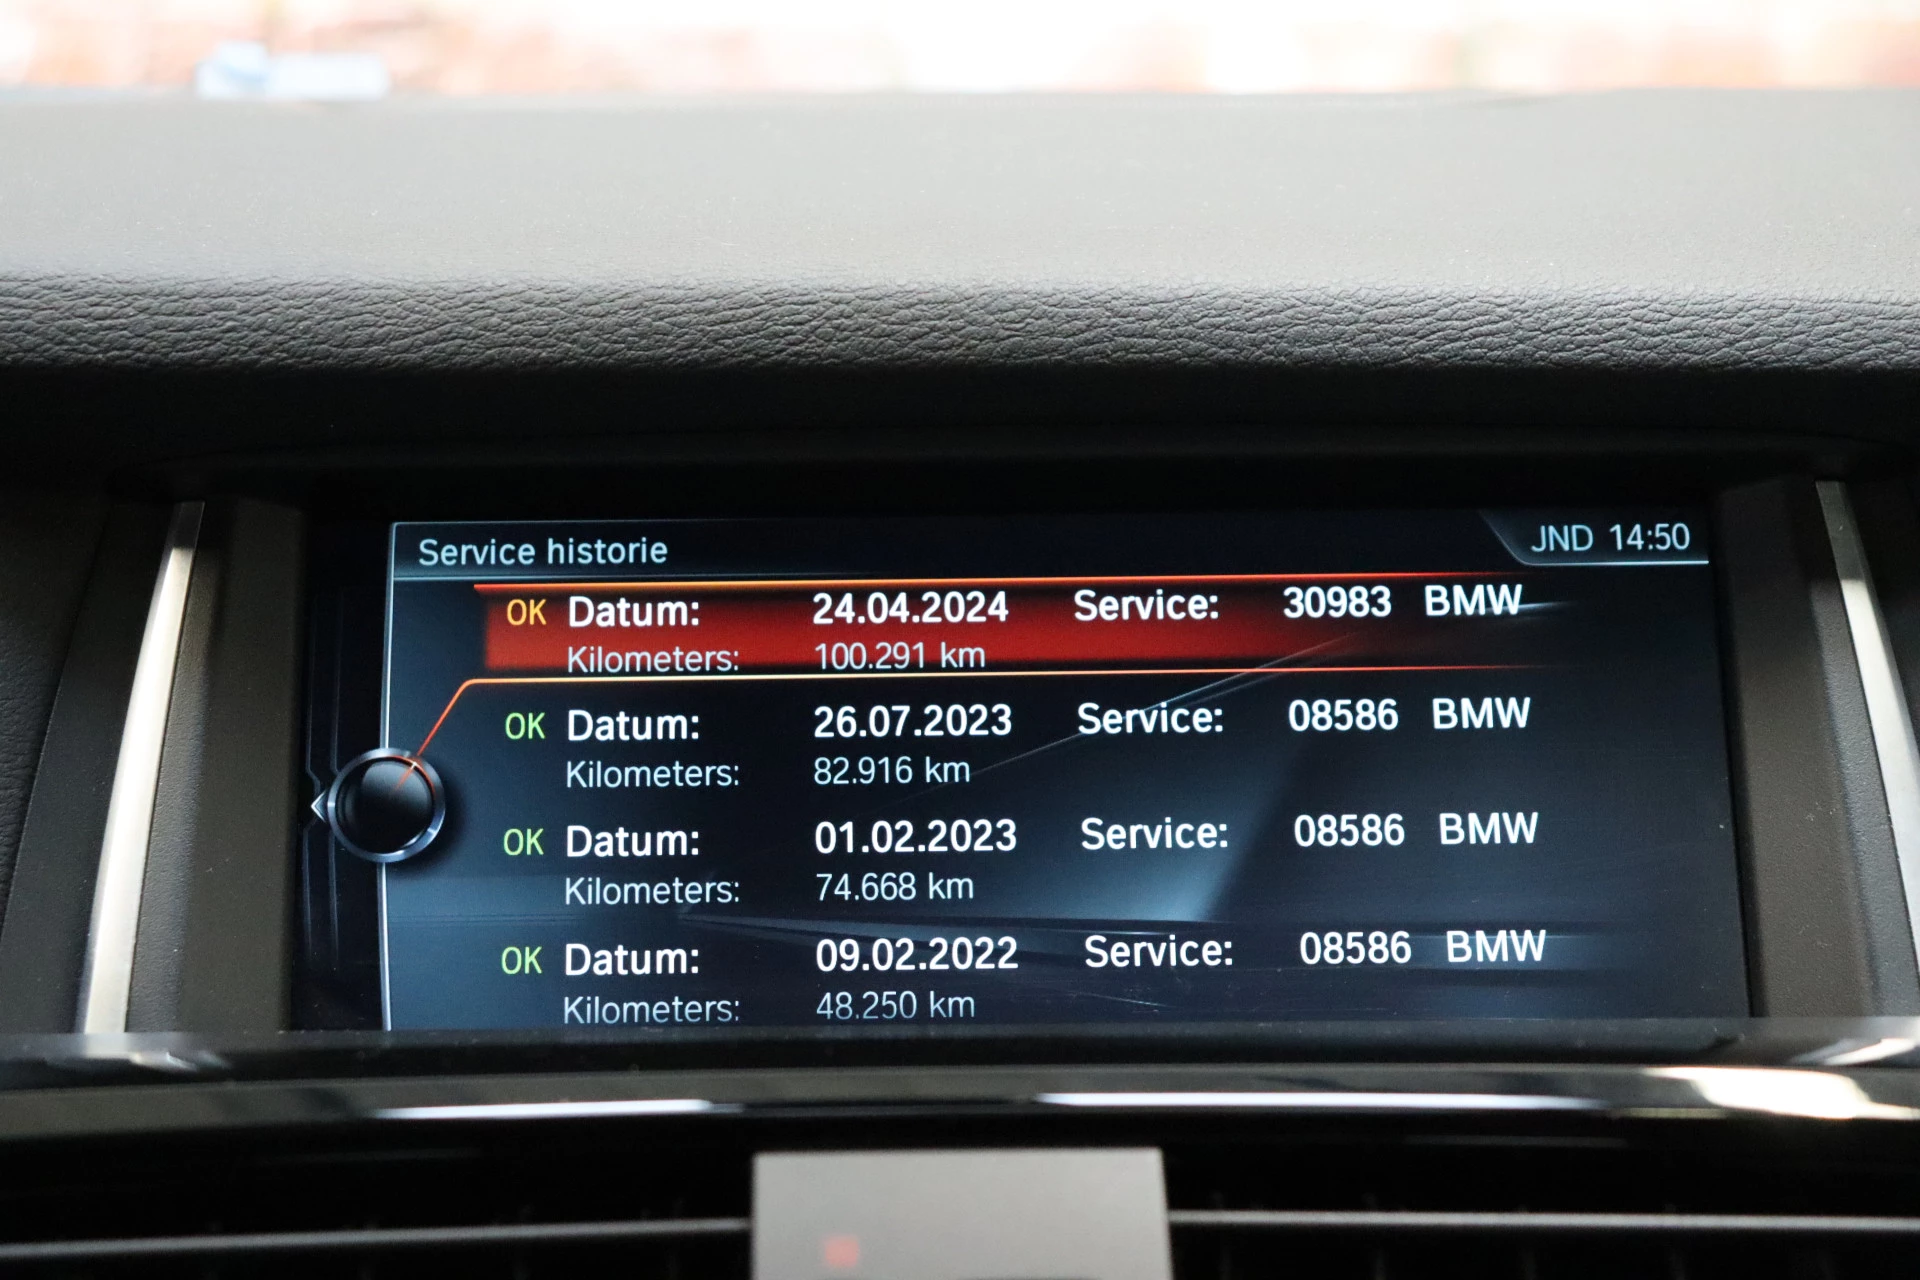 Service historie JND 14:50
OK Datum: 24.04.2024 Service: 30983 BMW
Kilometers: 100.291 km
OK Datum: 26.07.2023 Service: 08586 BMW
Kilometers: 82.916 km
OK Datum: 01.02.2023 Service: 08586 BMW
Kilometers: 74.668 km
OK Datum: 09.02.2022 Service: 08586 BMW
Kilometers: 48.250 km